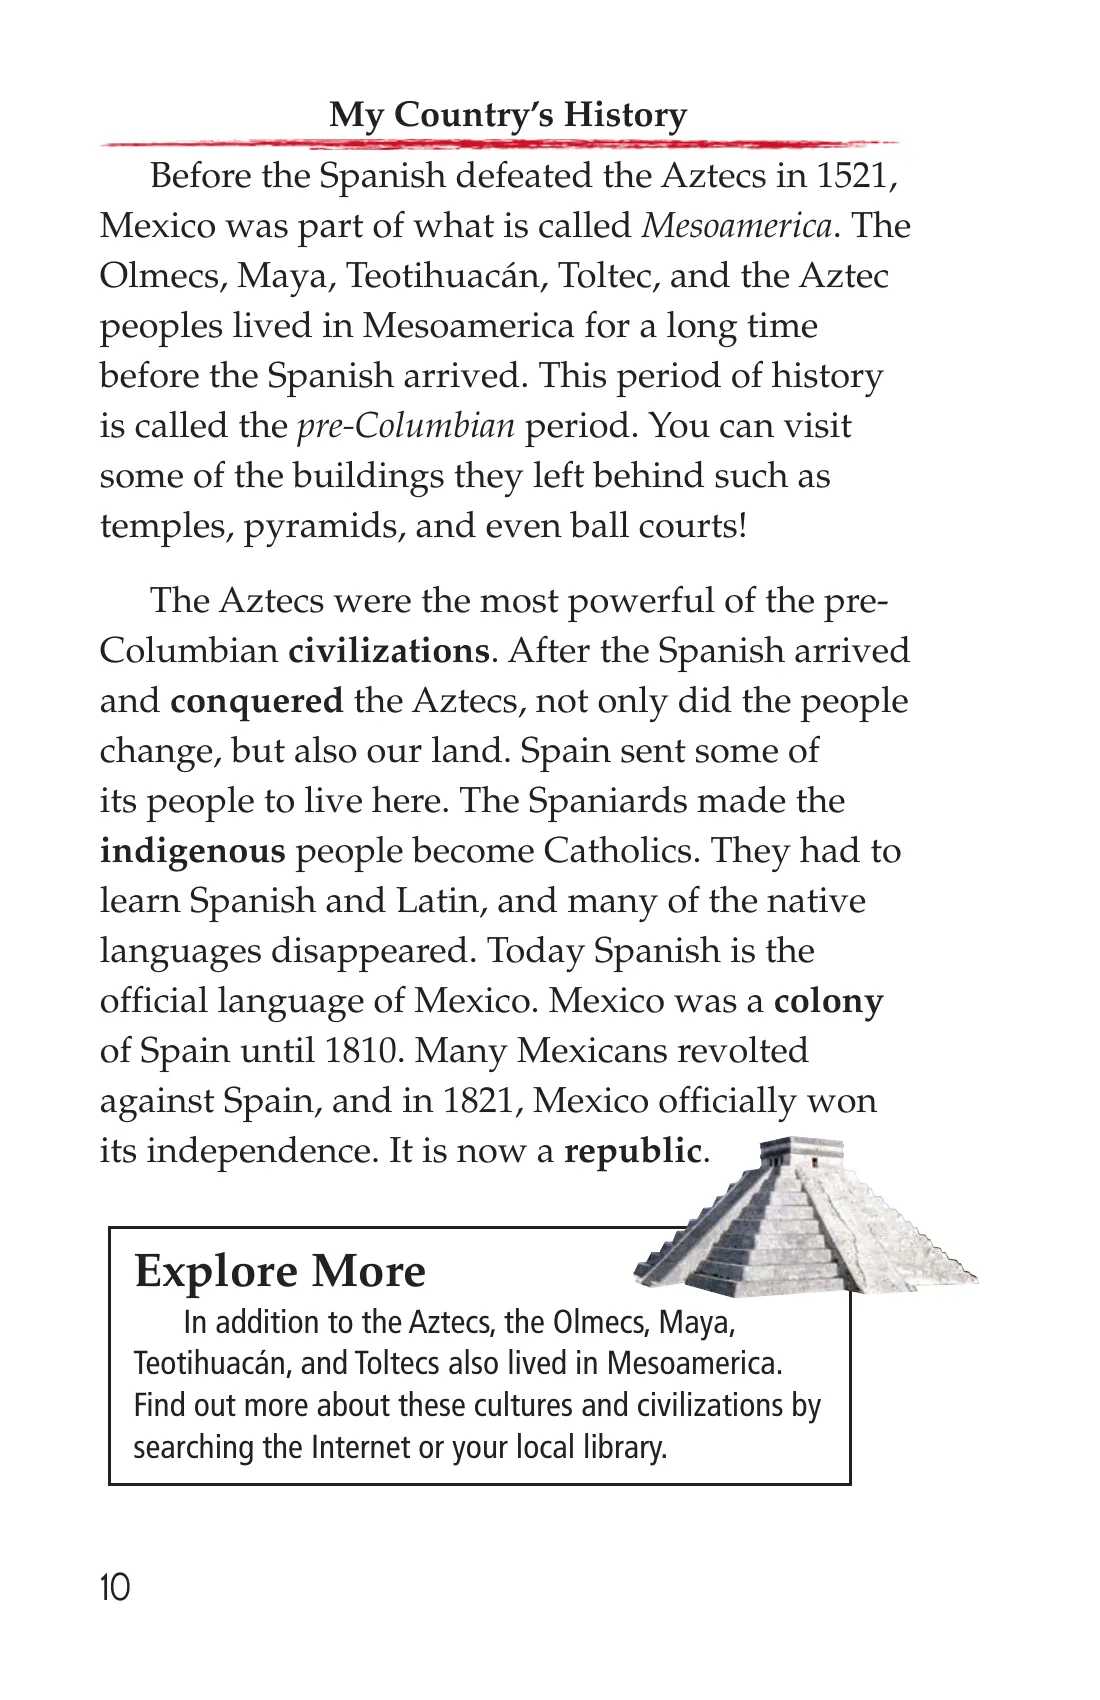 My Country’s History
Before the Spanish defeated the Aztecs in 1521,
Mexico was part of what is called Mesoamerica. The
Olmecs, Maya, Teotihuacán, Toltec, and the Aztec
peoples lived in Mesoamerica for a long time
before the Spanish arrived. This period of history
is called the pre-Columbian period. You can visit
some of the buildings they left behind such as
temples, pyramids, and even ball courts!
The Aztecs were the most powerful of the pre-
Columbian civilizations. After the Spanish arrived
and conquered the Aztecs, not only did the people
change, but also our land. Spain sent some of
its people to live here. The Spaniards made the
indigenous people become Catholics. They had to
learn Spanish and Latin, and many of the native
languages disappeared. Today Spanish is the
official language of Mexico. Mexico was a colony
of Spain until 1810. Many Mexicans revolted
against Spain, and in 1821, Mexico officially won
its independence. It is now a republic.
Explore More
In addition to the Aztecs, the Olmecs, Maya,
Teotihuacán, and Toltecs also lived in Mesoamerica.
Find out more about these cultures and civilizations by
searching the Internet or your local library.
10